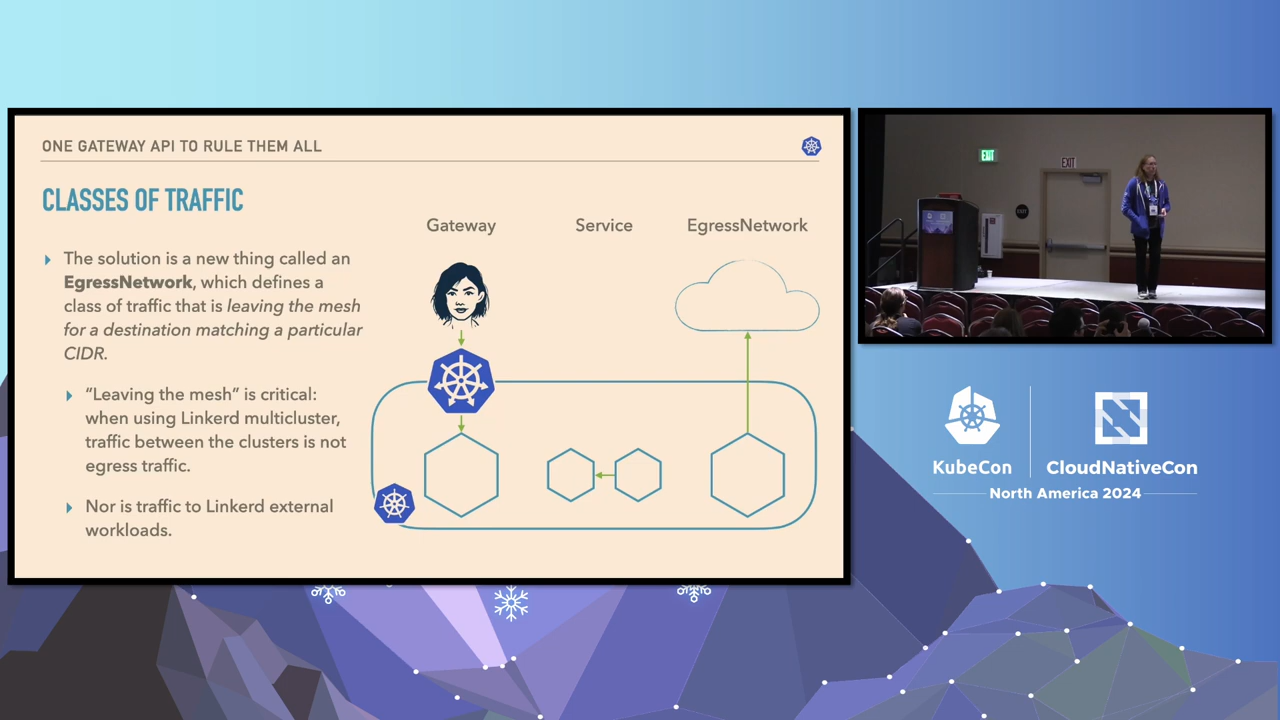 ONE GATEWAY API TO RULE THEM ALL
CLASSES OF TRAFFIC
Gateway
Service
EgressNetwork
The solution is a new thing called an
EgressNetwork, which defines a
class of traffic that is leaving the mesh
for a destination matching a particular
CIDR.
“Leaving the mesh” is critical:
when using Linkerd multicluster,
traffic between the clusters is not
egress traffic.
Nor is traffic to Linkerd external
workloads.
EXIT
EXIT
KubeCon
CloudNativeCon
North America 2024